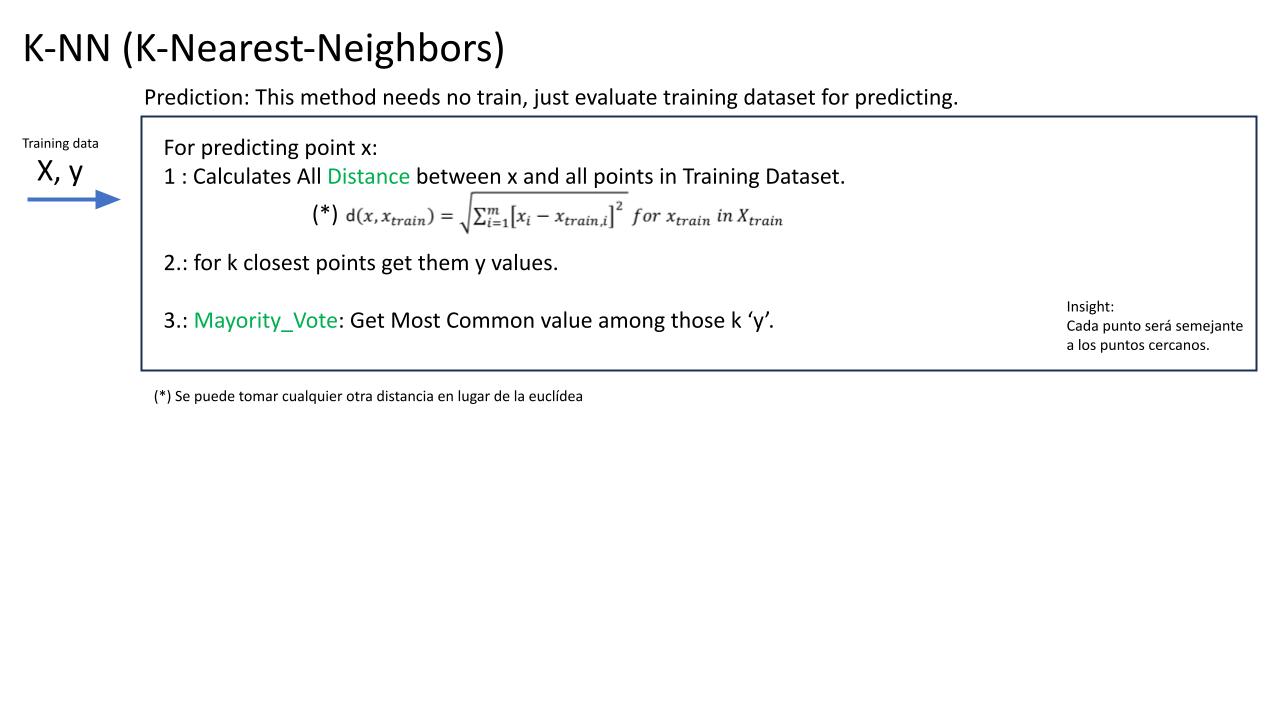 K-NN (K-Nearest-Neighbors)
Prediction: This method needs no train, just evaluate training dataset for predicting.
Training data
X, y
For predicting point x:
1 : Calculates All Distance between x and all points in Training Dataset.
(*) d(x, x_{train}) = √(∑_{i=1}^{m} [x_i − x_{train,i}]^2) for x_{train} in X_{train}
2.: for k closest points get them y values.
3.: Mayority_Vote: Get Most Common value among those k ‘y’.
Insight:
Cada punto será semejante
a los puntos cercanos.
(*) Se puede tomar cualquier otra distancia en lugar de la euclídea